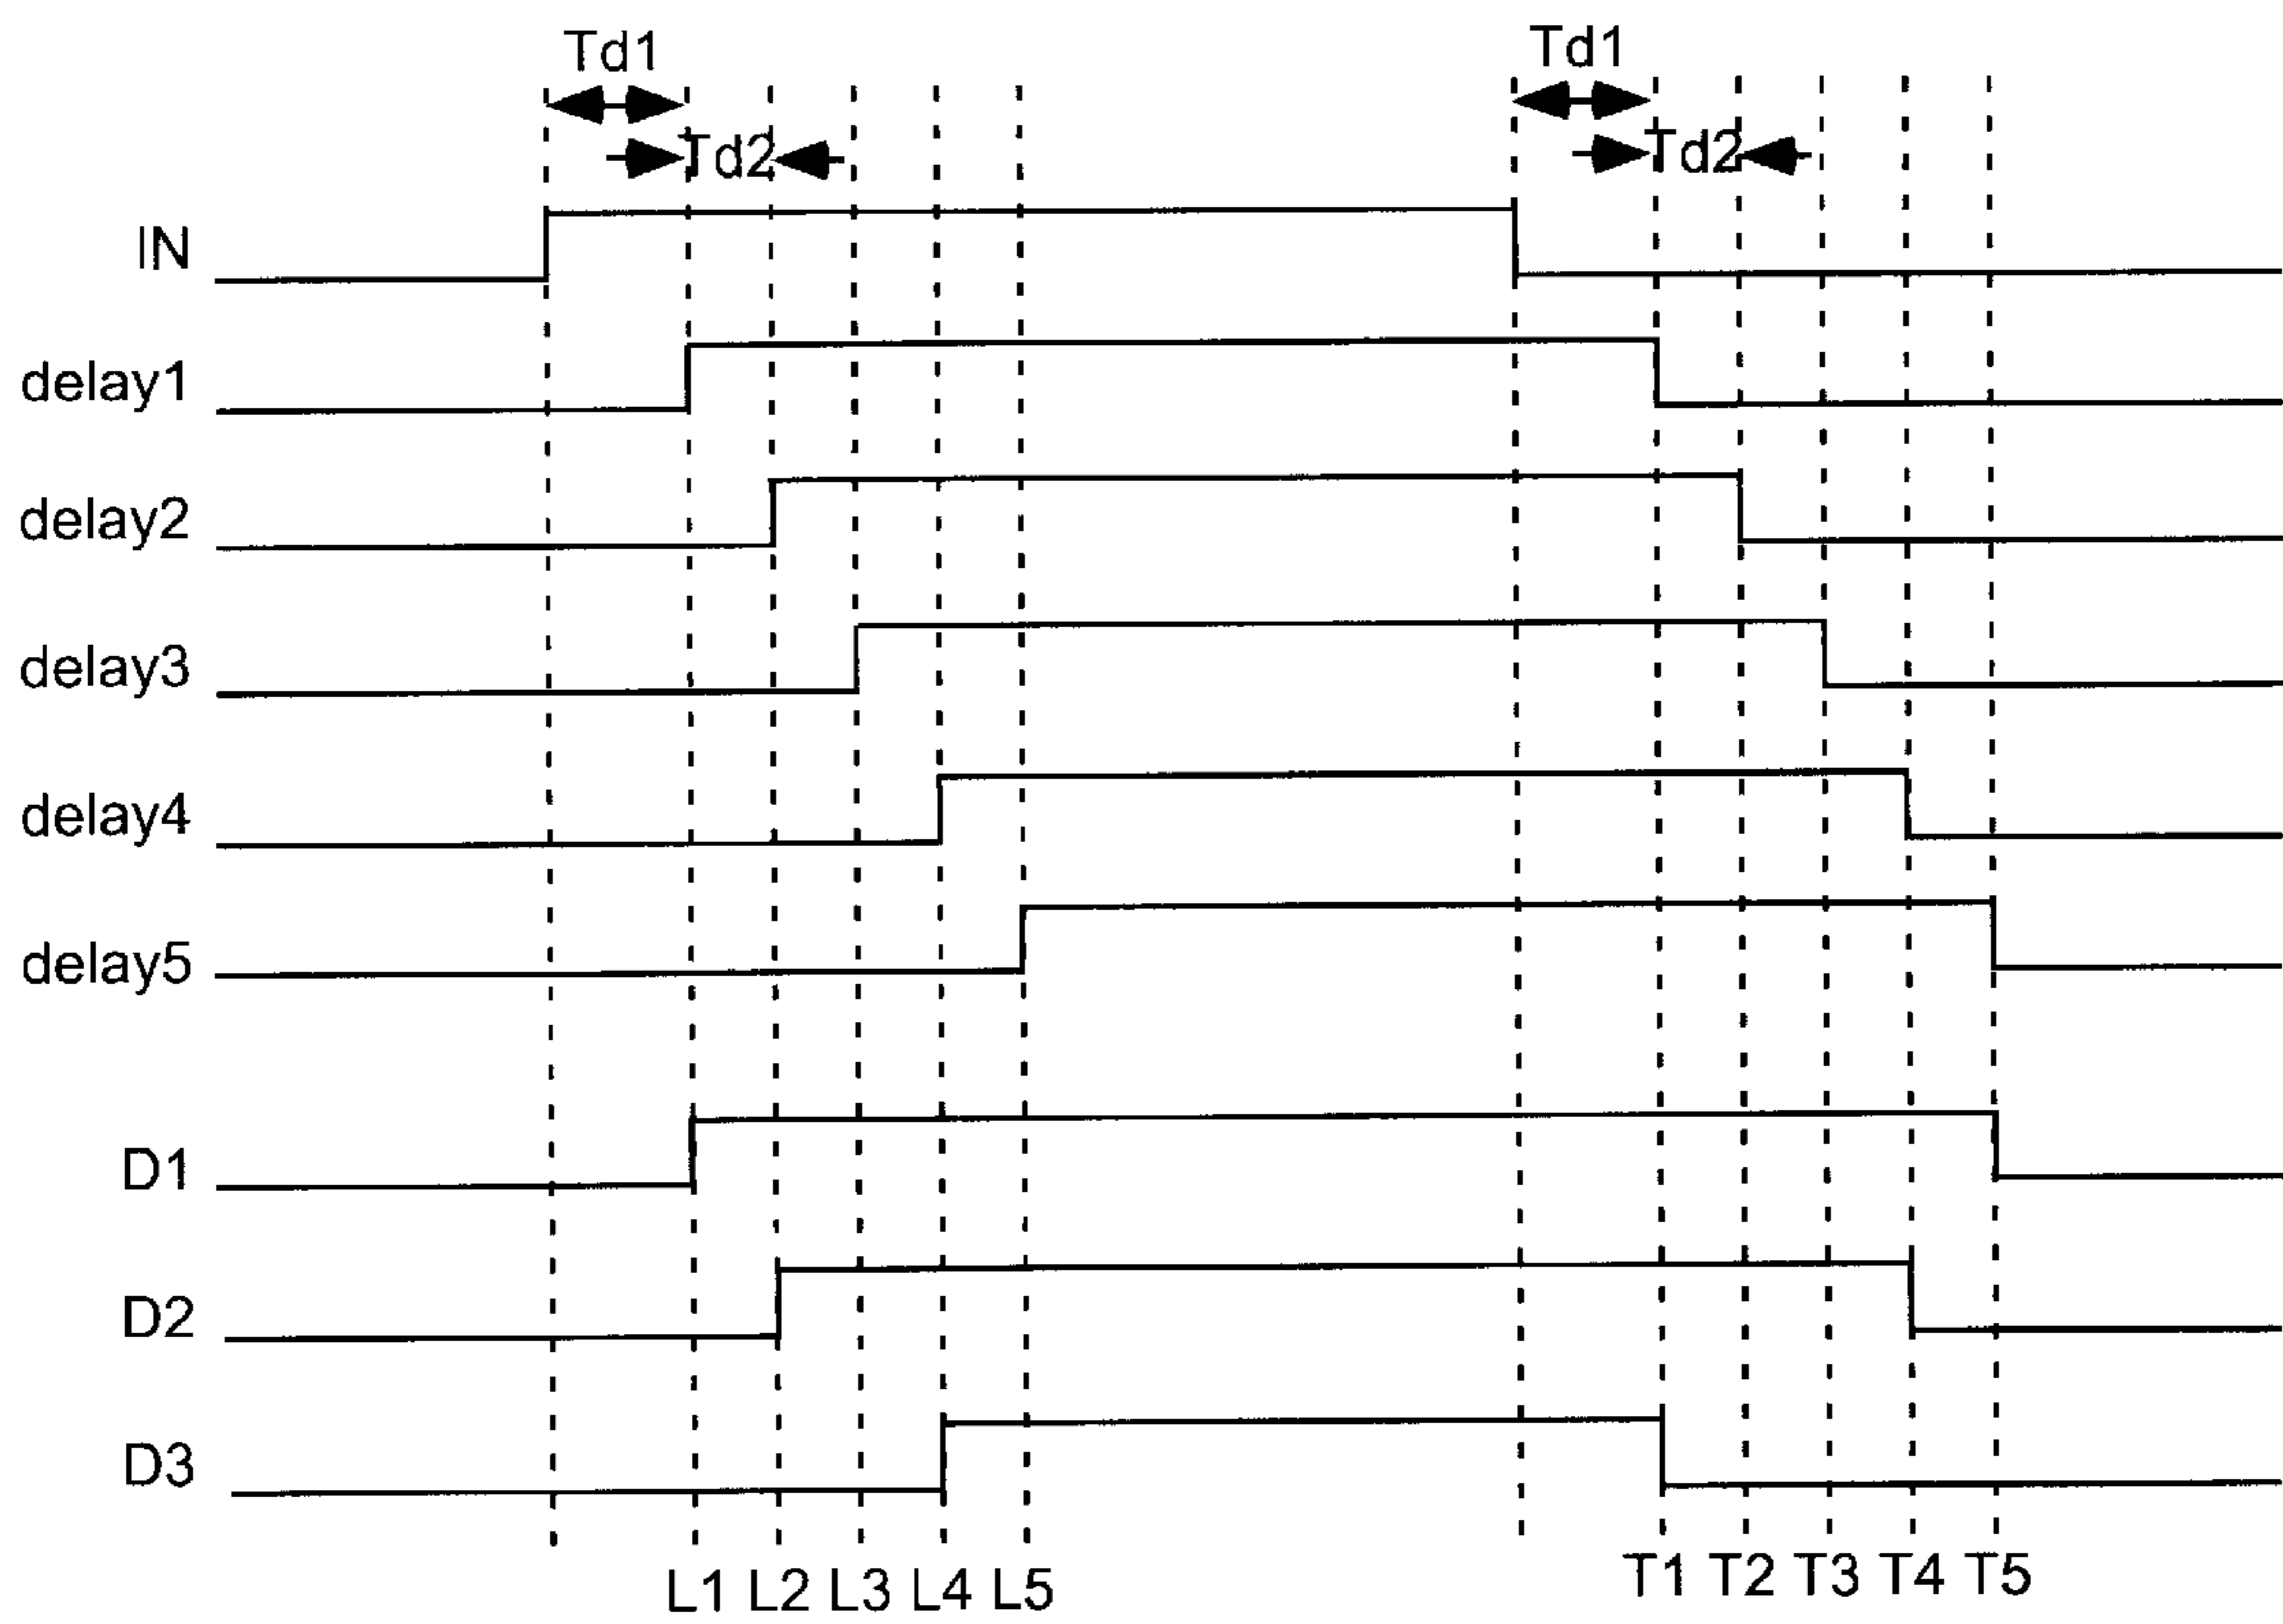 Td1 Td1
Td2 Td2
IN
delay1
delay2
delay3
delay4
delay5
D1
D2
D3
L1 L2 L3 L4 L5 T1 T2 T3 T4 T5